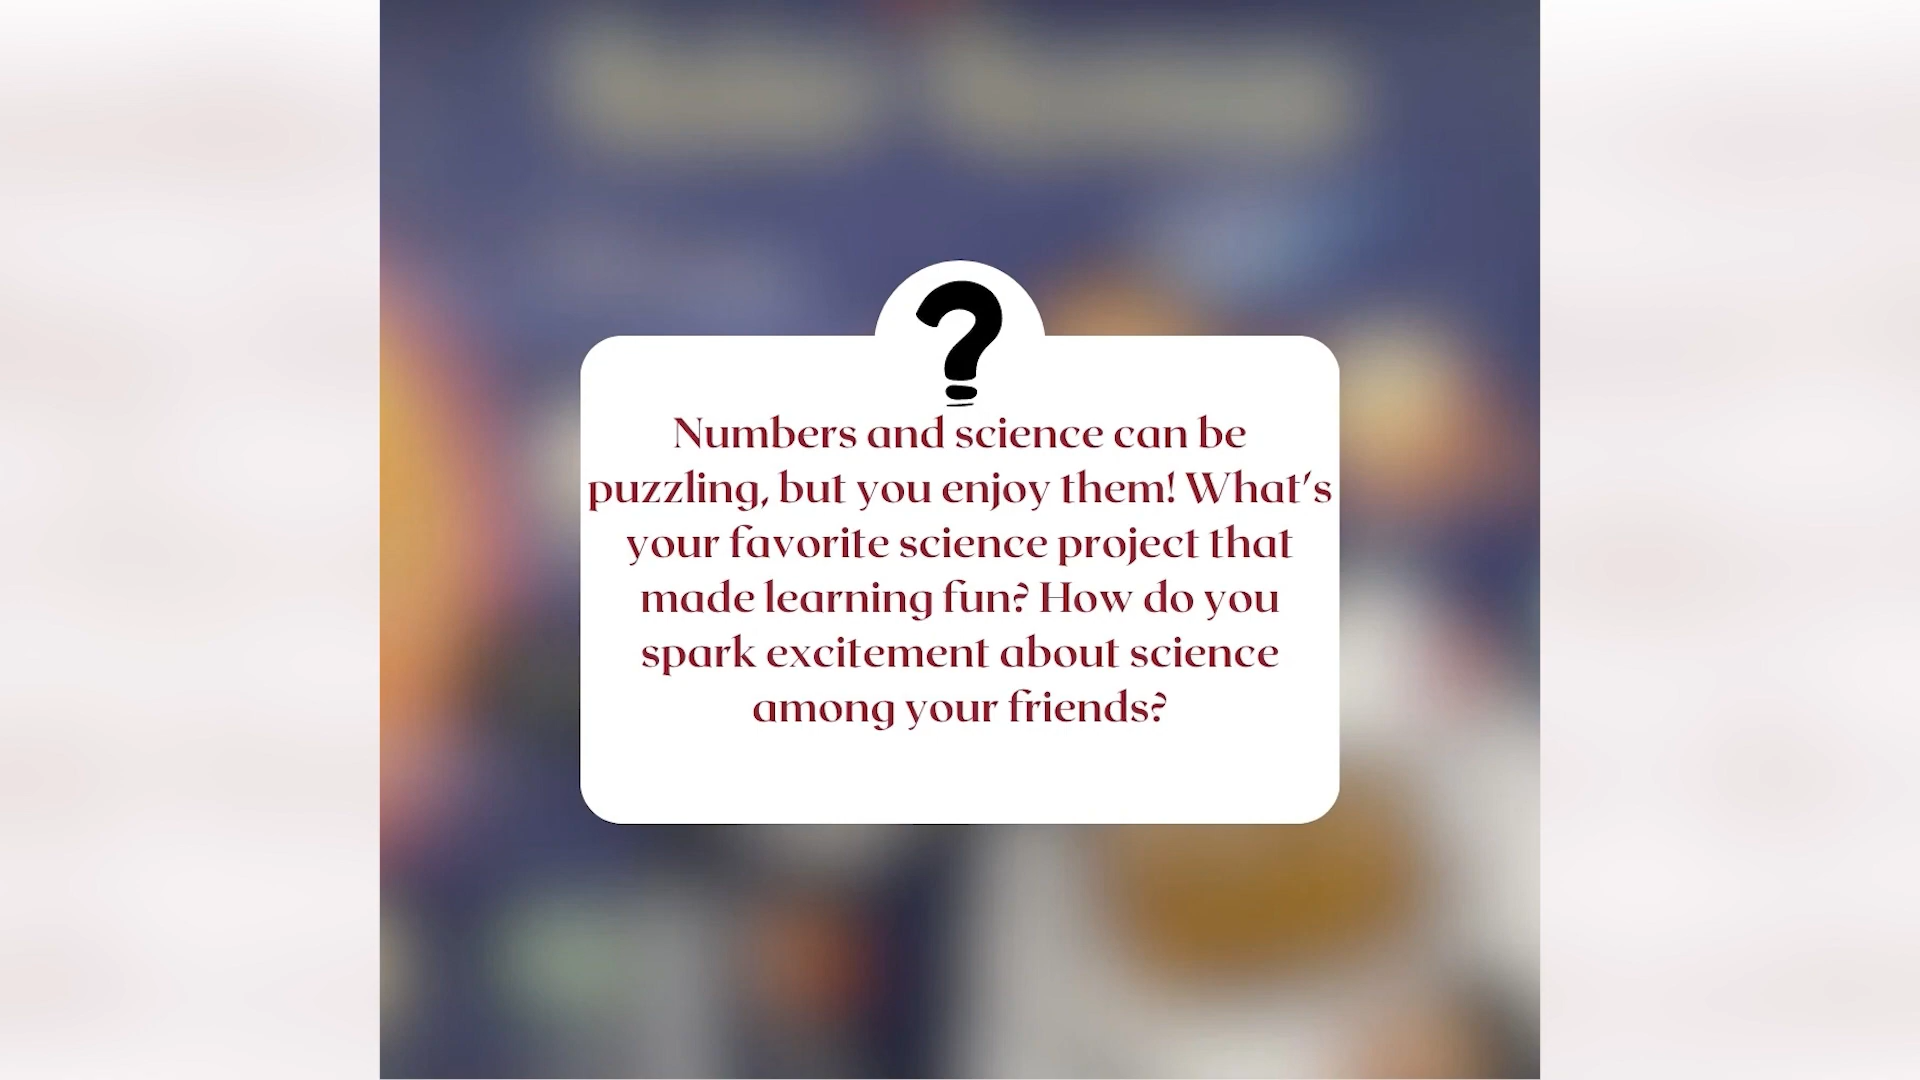 ?
Numbers and science can be
puzzling, but you enjoy them! What's
your favorite science project that
made learning fun? How do you
spark excitement about science
among your friends?